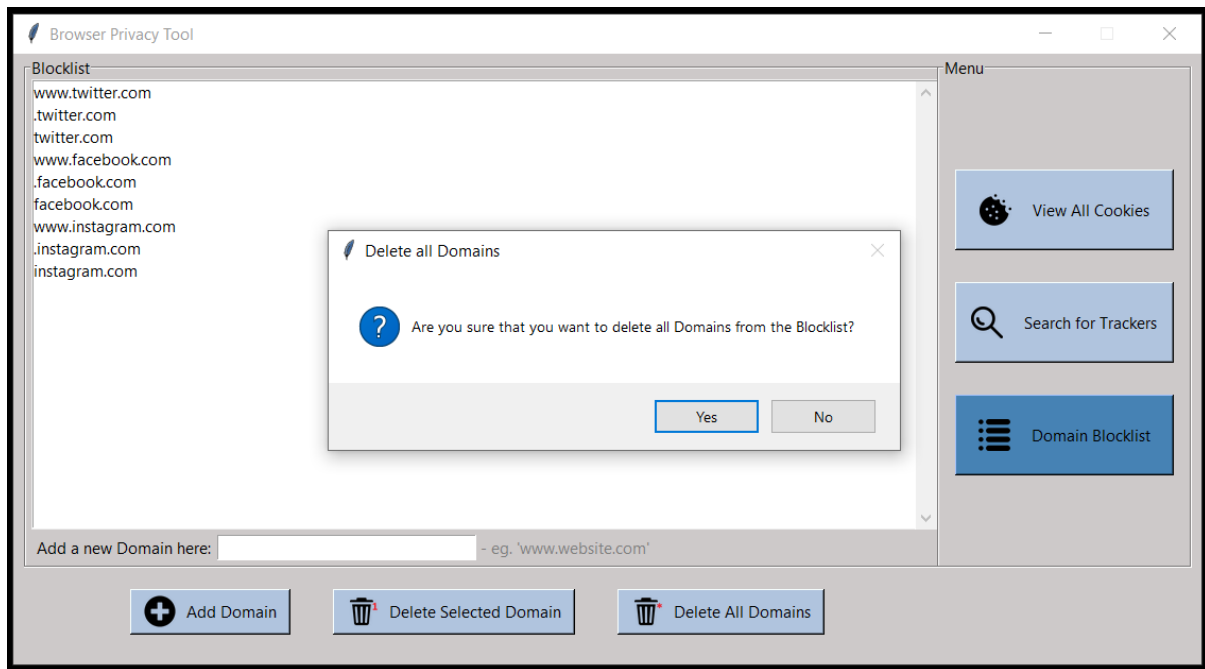 Browser Privacy Tool
Blocklist
Menu
www.twitter.com
.twitter.com
twitter.com
www.facebook.com
.facebook.com
facebook.com
www.instagram.com
.instagram.com
instagram.com
Delete all Domains
? Are you sure that you want to delete all Domains from the Blocklist?
Yes
No
View All Cookies
Search for Trackers
Domain Blocklist
Add a new Domain here:
- eg. 'www.website.com'
Add Domain
1 Delete Selected Domain
* Delete All Domains